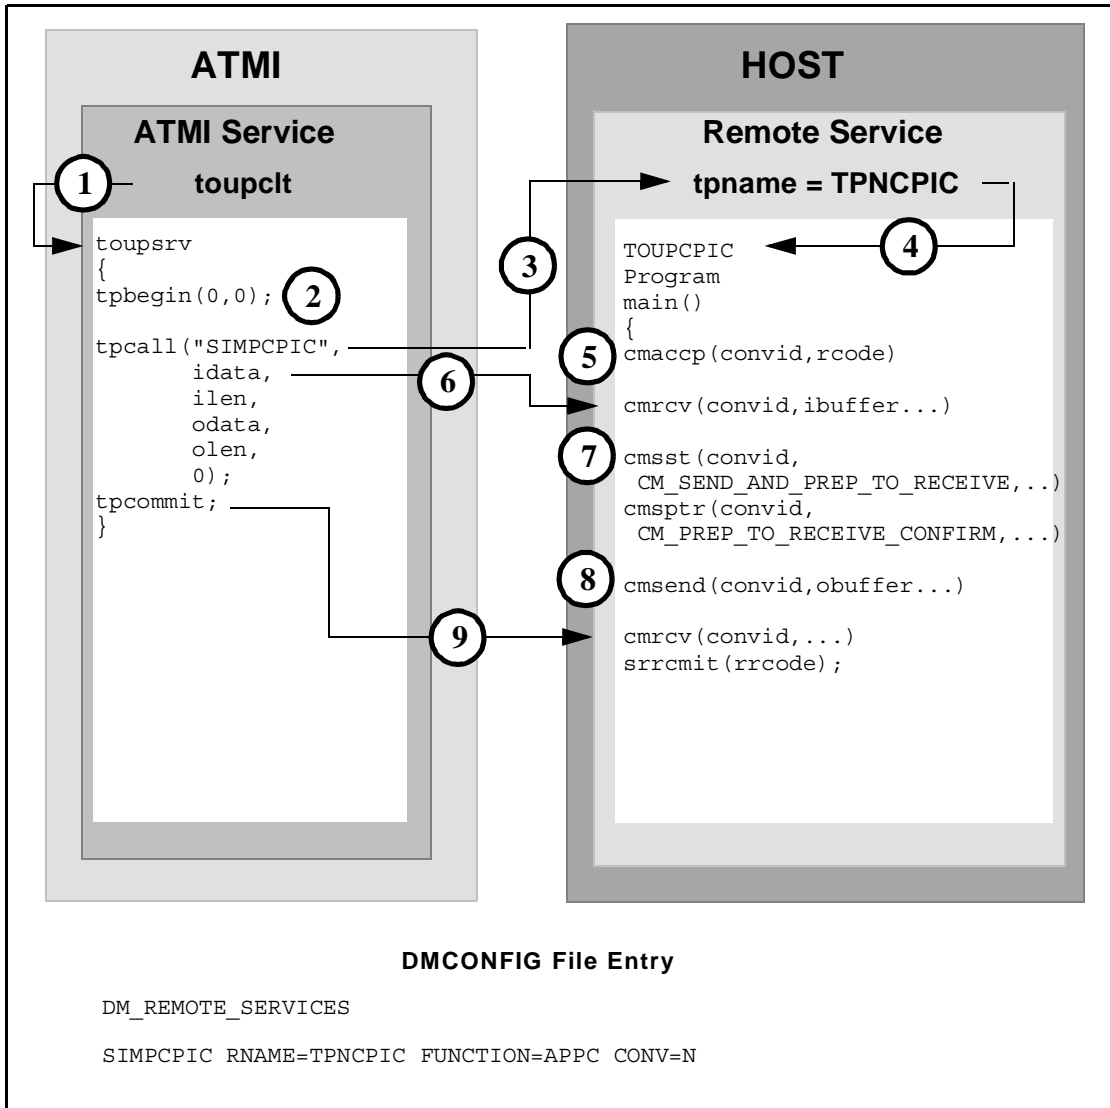 ATMI
ATMI Service
1
toupclt
toupsrv
{
tpbegin(0,0);
2
tpcall("SIMPCPIC",
idata,
ilen,
odata,
olen,
0);
tpcommit;
}
3
6
9
HOST
Remote Service
tpname = TPNCPIC
4
TOUPCPIC
Program
main()
{
5
cmaccp(convid,rcode)
cmrcv(convid,ibuffer...)
7
cmsst(convid,
CM_SEND_AND_PREP_TO_RECEIVE,..)
cmsptr(convid,
CM_PREP_TO_RECEIVE_CONFIRM,...)
8
cmsend(convid,obuffer...)
cmrcv(convid,...)
srrcmit(rrcode);
DMCONFIG File Entry
DM_REMOTE_SERVICES
SIMPCPIC RNAME=TPNCPIC FUNCTION=APPC CONV=N